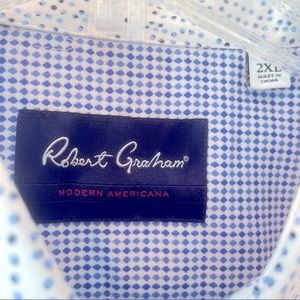 2XL
MADE IN
CHINA
Robert Graham®
MODERN AMERICANA